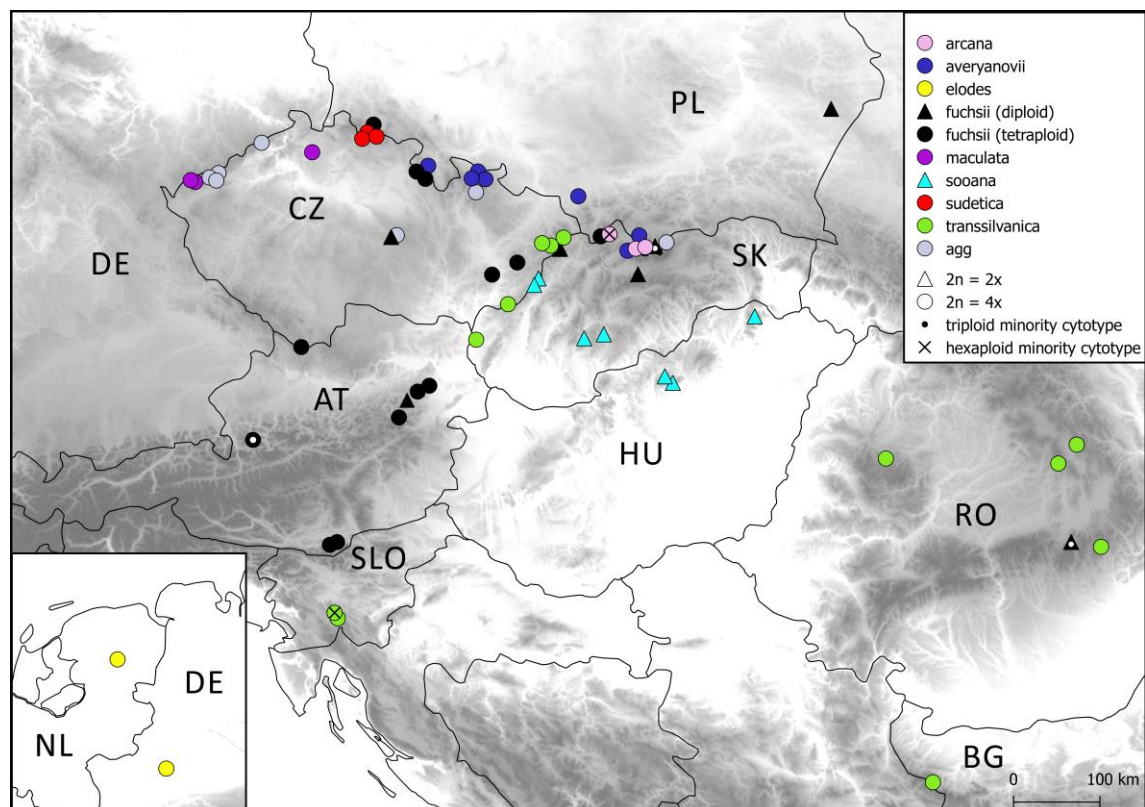 PL
CZ
DE
SK
AT
HU
RO
SLO
DE
NL
BG
arcana
averyanovii
elodes
fuchsii (diploid)
fuchsii (tetraploid)
maculata
sooana
sudetica
transsilvanica
agg
2n = 2x
2n = 4x
triploid minority cytotype
hexaploid minority cytotype
0 100 km